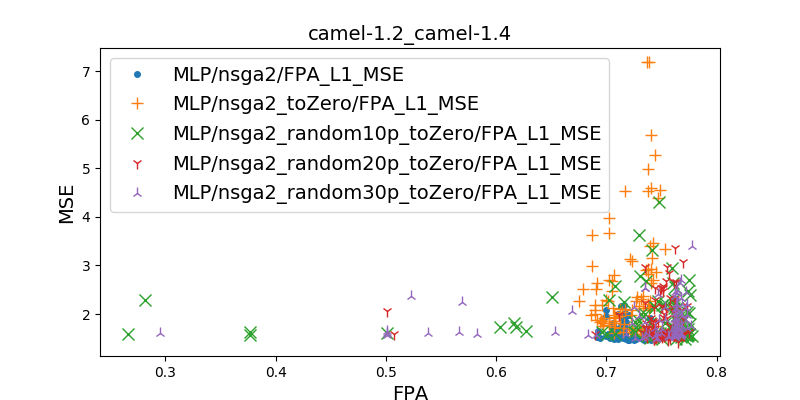 camel-1.2_camel-1.4
MLP/nsga2/FPA_L1_MSE
MLP/nsga2_toZero/FPA_L1_MSE
MLP/nsga2_random10p_toZero/FPA_L1_MSE
MLP/nsga2_random20p_toZero/FPA_L1_MSE
MLP/nsga2_random30p_toZero/FPA_L1_MSE
MSE
7
6
5
4
3
2
0.3 0.4 0.5 0.6 0.7 0.8
FPA